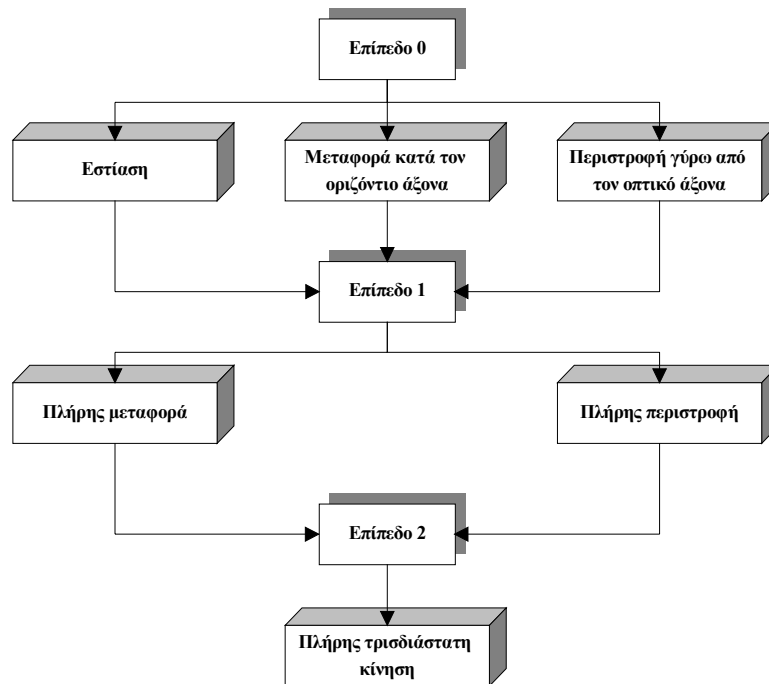 Επίπεδο 0
Εστίαση
Μεταφορά κατά τον
οριζόντιο άξονα
Περιστροφή γύρω από
τον οπτικό άξονα
Επίπεδο 1
Πλήρης μεταφορά
Πλήρης περιστροφή
Επίπεδο 2
Πλήρης τρισδιάστατη
κίνηση